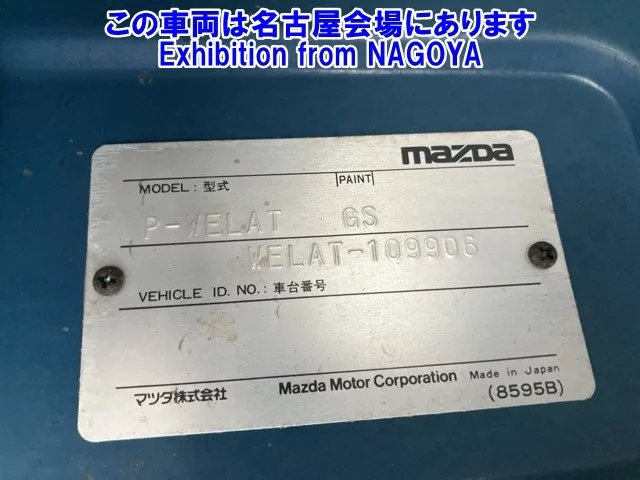 この車両は名古屋会場にあります
Exhibition from NAGOYA
mazda
MODEL : 型式 PAINT
P-WELAT GS
WELAT-109906
VEHICLE ID. NO. : 車台番号
マツダ株式会社 Mazda Motor Corporation Made in Japan
(8595B)